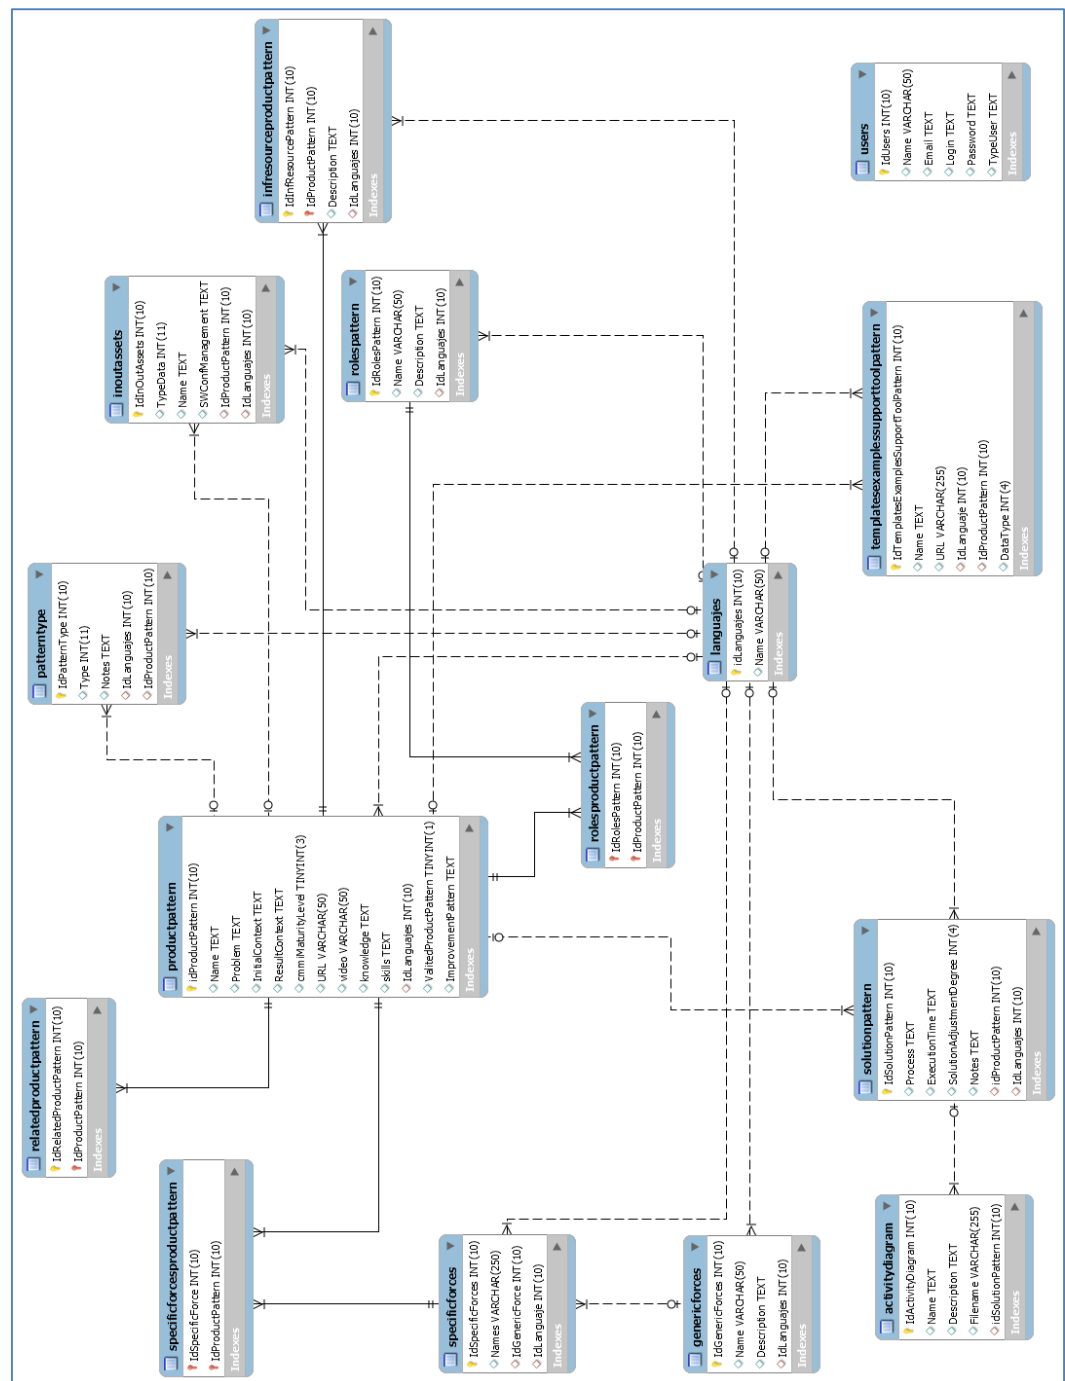 relatedproductpattern
IdRelatedProductPattern INT(10)
IdProductPattern INT(10)
Indexes
patterntype
IdPatternType INT(10)
Type INT(11)
Notes TEXT
IdLanguajes INT(10)
IdProductPattern INT(10)
Indexes
inoutassets
IdInOutAssets INT(10)
TypeData INT(11)
Name TEXT
SWConfManagement TEXT
IdProductPattern INT(10)
IdLanguajes INT(10)
Indexes
infresourceproductpattern
IdInfResourcePattern INT(10)
IdProductPattern INT(10)
Description TEXT
IdLanguajes INT(10)
Indexes
specificforcesproductpattern
IdSpecificForce INT(10)
IdProductPattern INT(10)
Indexes
productpattern
idProductPattern INT(10)
Name TEXT
Problem TEXT
InitialContext TEXT
ResultContext TEXT
cmmiMaturityLevel TINYINT(3)
URL VARCHAR(50)
video VARCHAR(50)
knowledge TEXT
skills TEXT
IdLanguajes INT(10)
ValitedProductPattern TINYINT(1)
ImprovementPattern TEXT
Indexes
rolespattern
IdRolesPattern INT(10)
Name VARCHAR(50)
Description TEXT
IdLanguajes INT(10)
Indexes
specificforces
IdSpecificForces INT(10)
Names VARCHAR(250)
IdGenericForce INT(10)
IdLanguaje INT(10)
Indexes
rolesproductpattern
IdRolesPattern INT(10)
IdProductPattern INT(10)
Indexes
genericforces
IdGenericForces INT(10)
Name VARCHAR(50)
Description TEXT
IdLanguajes INT(10)
Indexes
languajes
idLanguajes INT(10)
Name VARCHAR(50)
Indexes
activitydiagram
IdActivityDiagram INT(10)
Name TEXT
Description TEXT
Filename VARCHAR(255)
idSolutionPattern INT(10)
Indexes
solutionpattern
IdSolutionPattern INT(10)
Process TEXT
ExecutionTime TEXT
SolutionAdjustmentDegree INT(4)
Notes TEXT
idProductPattern INT(10)
IdLanguajes INT(10)
Indexes
templatesexamplessupporttoolpattern
IdTemplatesExamplesSupportToolPattern INT(10)
Name TEXT
URL VARCHAR(255)
IdLanguaje INT(10)
IdProductPattern INT(10)
DataType INT(4)
Indexes
users
IdUsers INT(10)
Name VARCHAR(50)
Email TEXT
Login TEXT
Password TEXT
TypeUser TEXT
Indexes